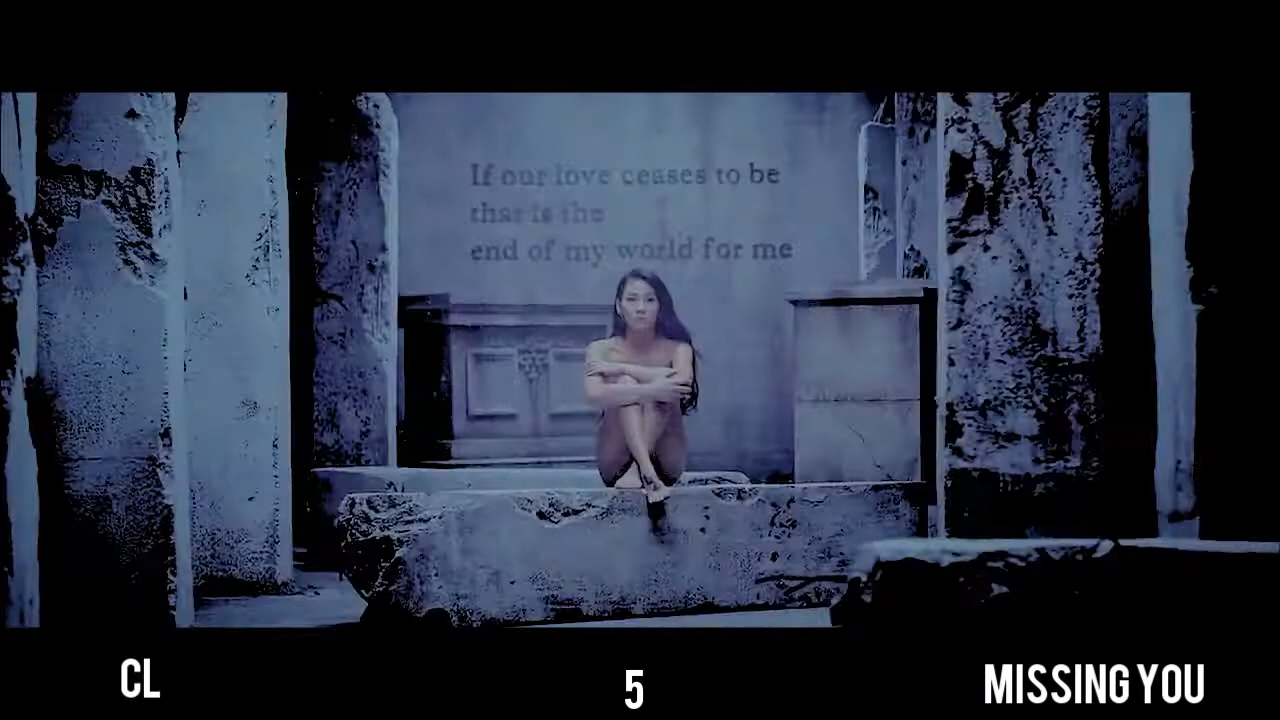 If our love ceases to be
that is the
end of my world for me
CL
5
MISSING YOU